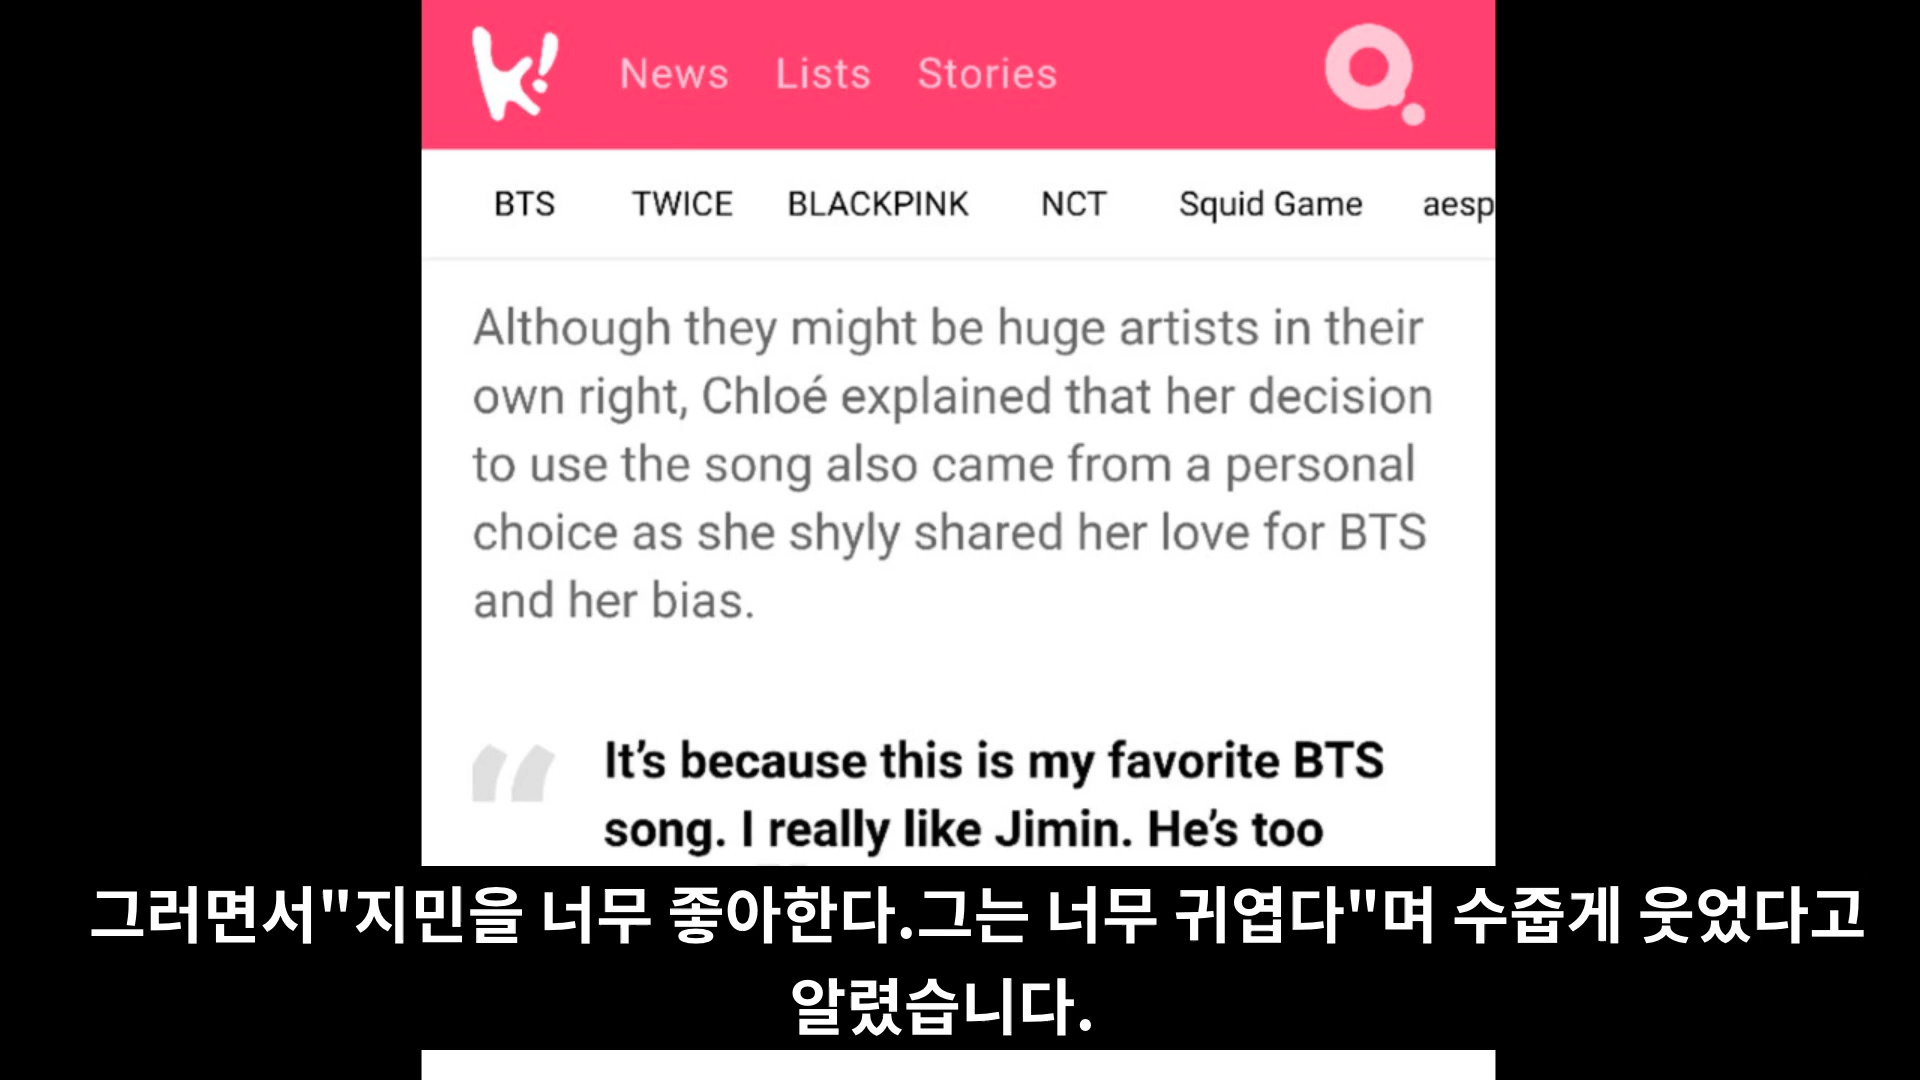 K!
News Lists Stories
BTS TWICE BLACKPINK NCT Squid Game aesp
Although they might be huge artists in their
own right, Chloé explained that her decision
to use the song also came from a personal
choice as she shyly shared her love for BTS
and her bias.
“
It’s because this is my favorite BTS
song. I really like Jimin. He’s too
그러면서"지민을 너무 좋아한다.그는 너무 귀엽다"며 수줍게 웃었다고
알렸습니다.